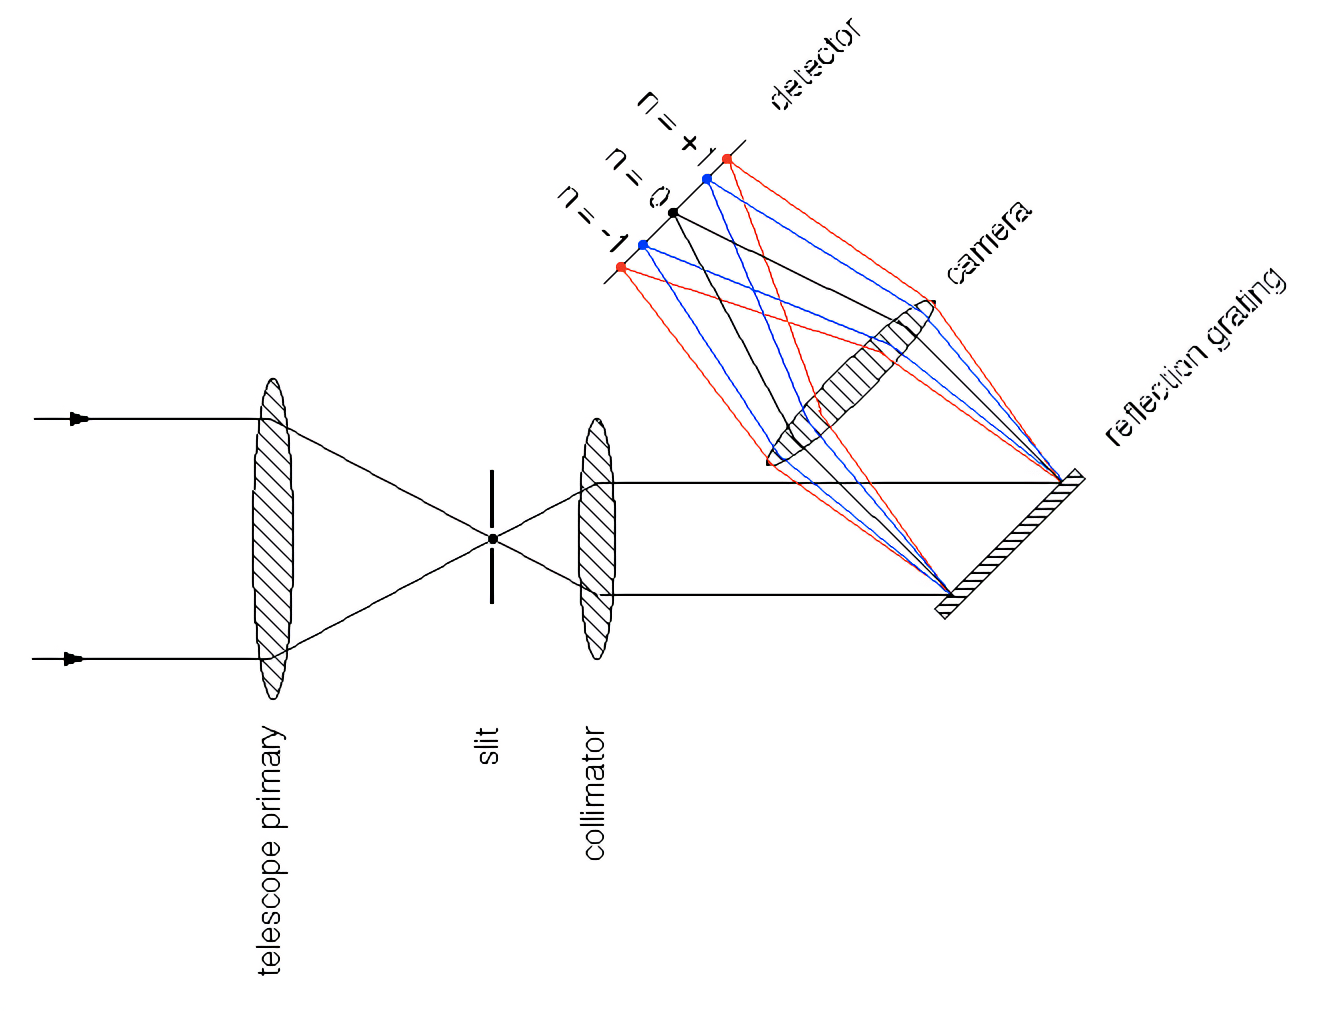 detector
n = +1
n = 0
n = -1
camera
reflection grating
telescope primary
slit
collimator